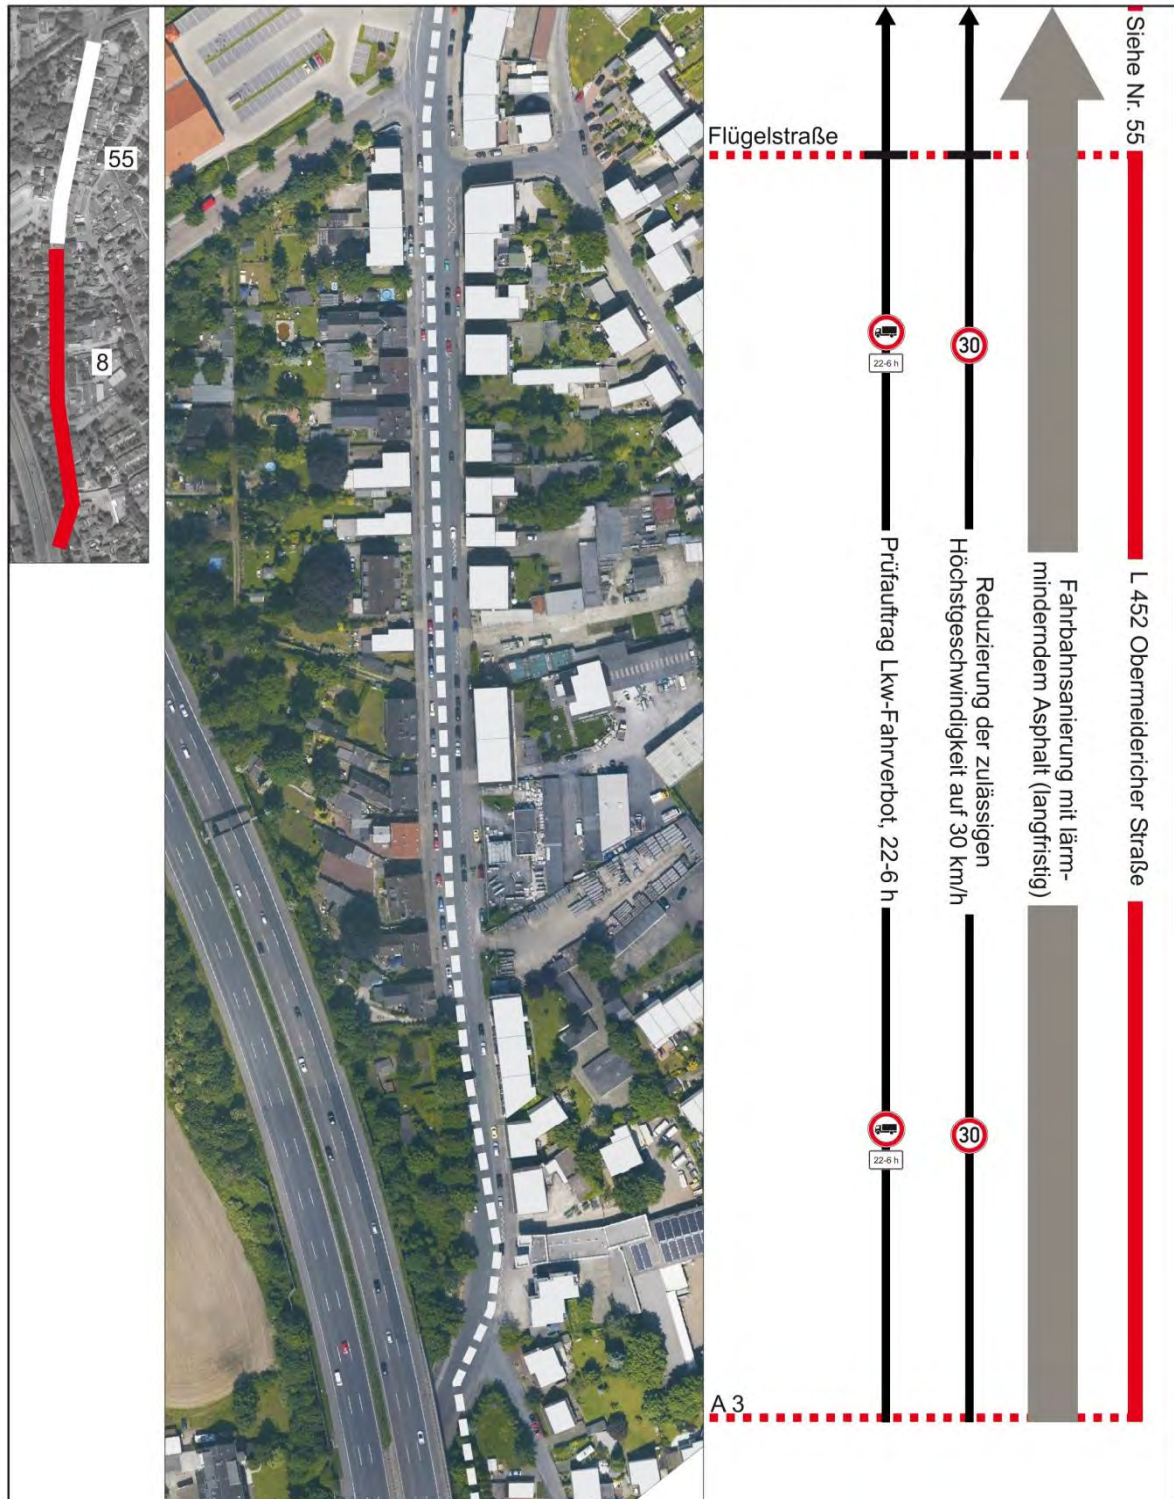 55
8
Flügelstraße
A 3
22-6 h
22-6 h
Prüfauftrag Lkw-Fahrverbot, 22-6 h
30
30
Reduzierung der zulässigen
Höchstgeschwindigkeit auf 30 km/h
Fahrbahnsanierung mit lärm-
minderndem Asphalt (langfristig)
Siehe Nr. 55
L 452 Obermeidericher Straße